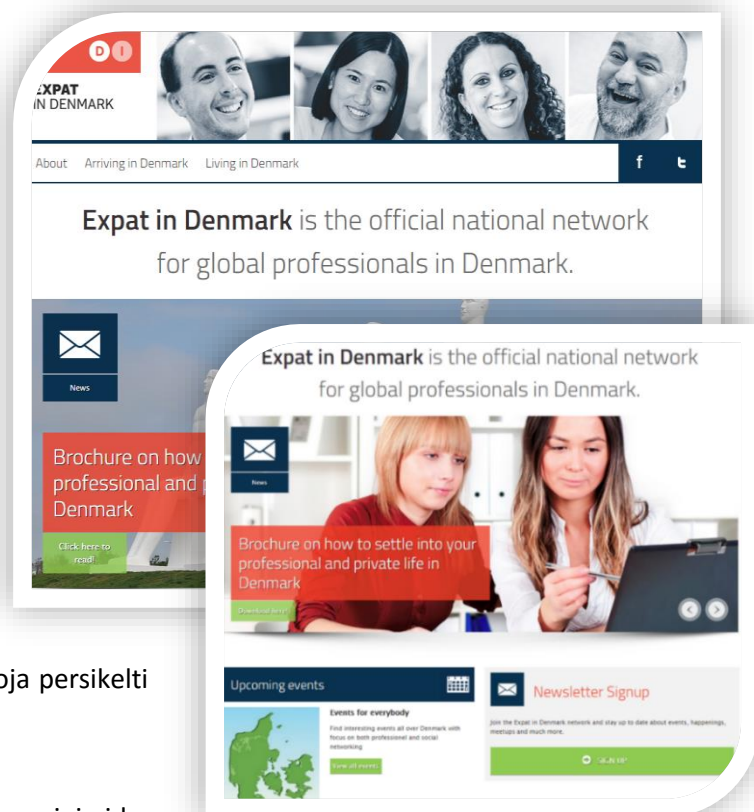 D I
EXPAT
IN DENMARK
About Arriving in Denmark Living in Denmark
f t
Expat in Denmark is the official national network
for global professionals in Denmark.
News
Brochure on how
professional and
Denmark
Click here to
read!
Expat in Denmark is the official national network
for global professionals in Denmark.
News
Brochure on how to settle into your
professional and private life in
Denmark
Download here!
Upcoming events
Events for everybody
Find interesting events all over Denmark with
focus on both professional and social
networking
View all events
Newsletter Signup
Join the Expat in Denmark network and stay up to date about events, happenings,
meetups and much more.
SIGN UP
oja persikelti